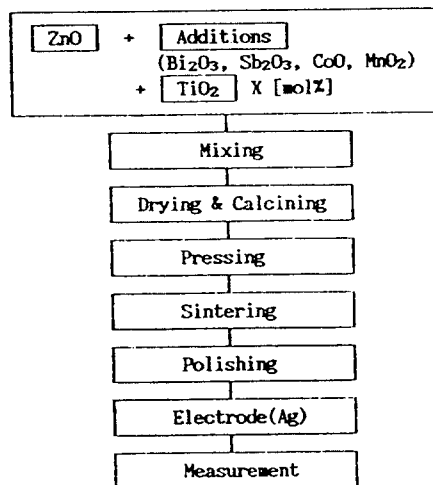 ZnO + Additions
(Bi₂O₃, Sb₂O₃, CoO, MnO₂)
+ TiO₂ X [mol%]
Mixing
Drying & Calcining
Pressing
Sintering
Polishing
Electrode(Ag)
Measurement